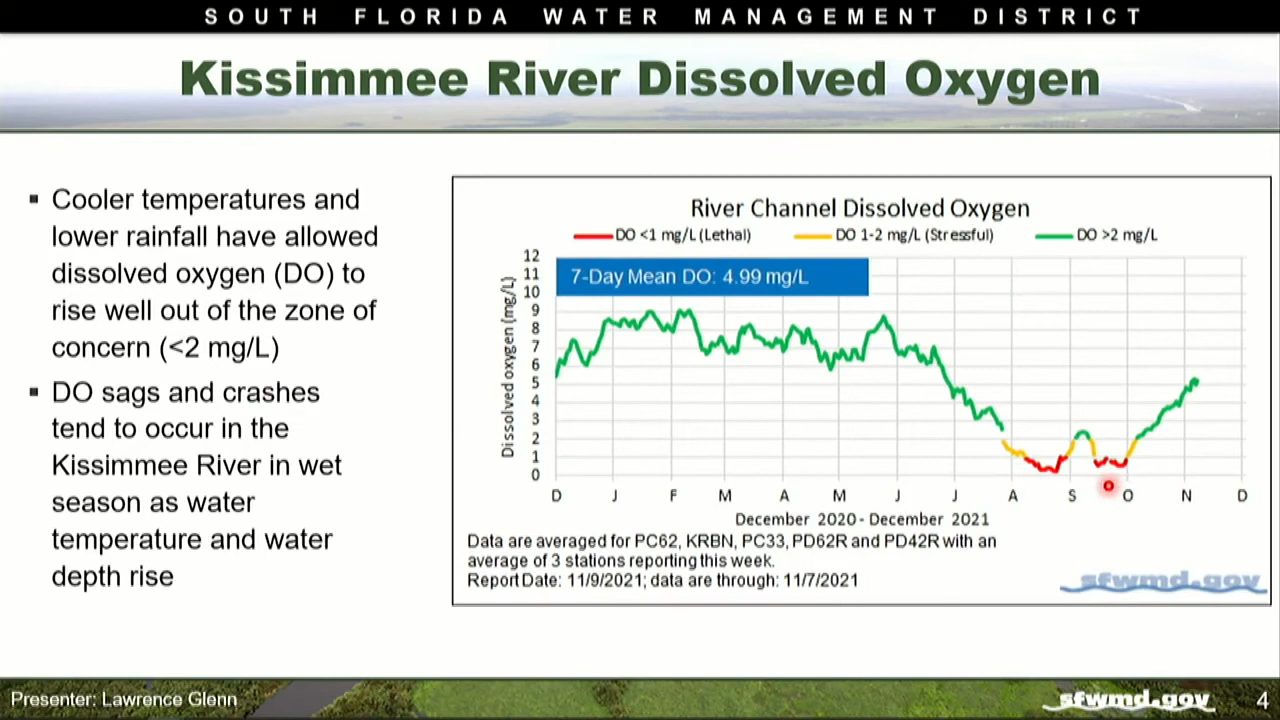 SOUTH FLORIDA WATER MANAGEMENT DISTRICT
Kissimmee River Dissolved Oxygen
▪ Cooler temperatures and
lower rainfall have allowed
dissolved oxygen (DO) to
rise well out of the zone of
concern (<2 mg/L)
▪ DO sags and crashes
tend to occur in the
Kissimmee River in wet
season as water
temperature and water
depth rise
River Channel Dissolved Oxygen
DO <1 mg/L (Lethal) DO 1-2 mg/L (Stressful) DO >2 mg/L
7-Day Mean DO: 4.99 mg/L
Dissolved oxygen (mg/L)
12
11
10
9
8
7
6
5
4
3
2
1
0
D J F M A M J J A S O N D
December 2020 - December 2021
Data are averaged for PC62, KRBN, PC33, PD62R and PD42R with an
average of 3 stations reporting this week.
Report Date: 11/9/2021; data are through: 11/7/2021
sfwmd.gov
Presenter: Lawrence Glenn
sfwmd.gov
4